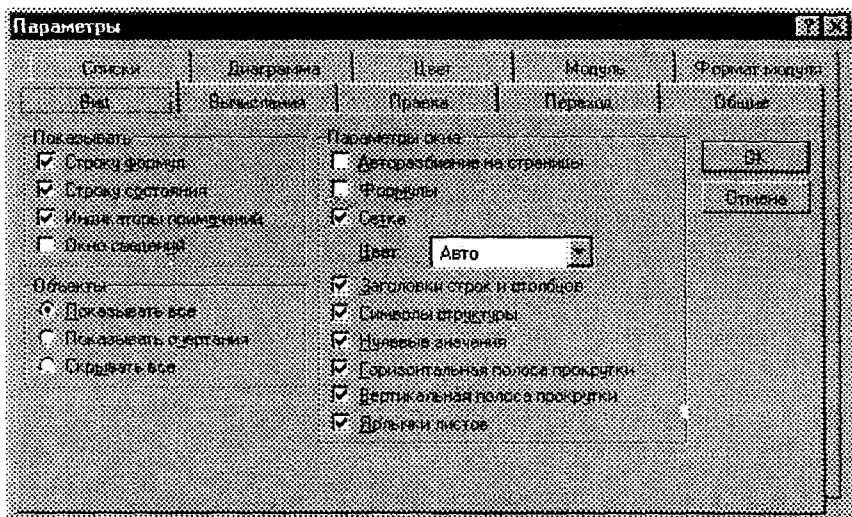 Параметры
Списки Диаграмма Цвет Модуль Формат модуля
Вид Вычисления Правка Переход Общие
Показывать
Строку формул
Строку состояния
Индикаторы примечаний
Окно сведений
Объекты
Показывать все
Показывать очертания
Скрывать все
Параметры окна
Авторазбиение на страницы
Формулы
Сетка
Цвет: Авто
Заголовки строк и столбцов
Символы структуры
Нулевые значения
Горизонтальная полоса прокрутки
Вертикальная полоса прокрутки
Ярлычки листов
OK
Отмена